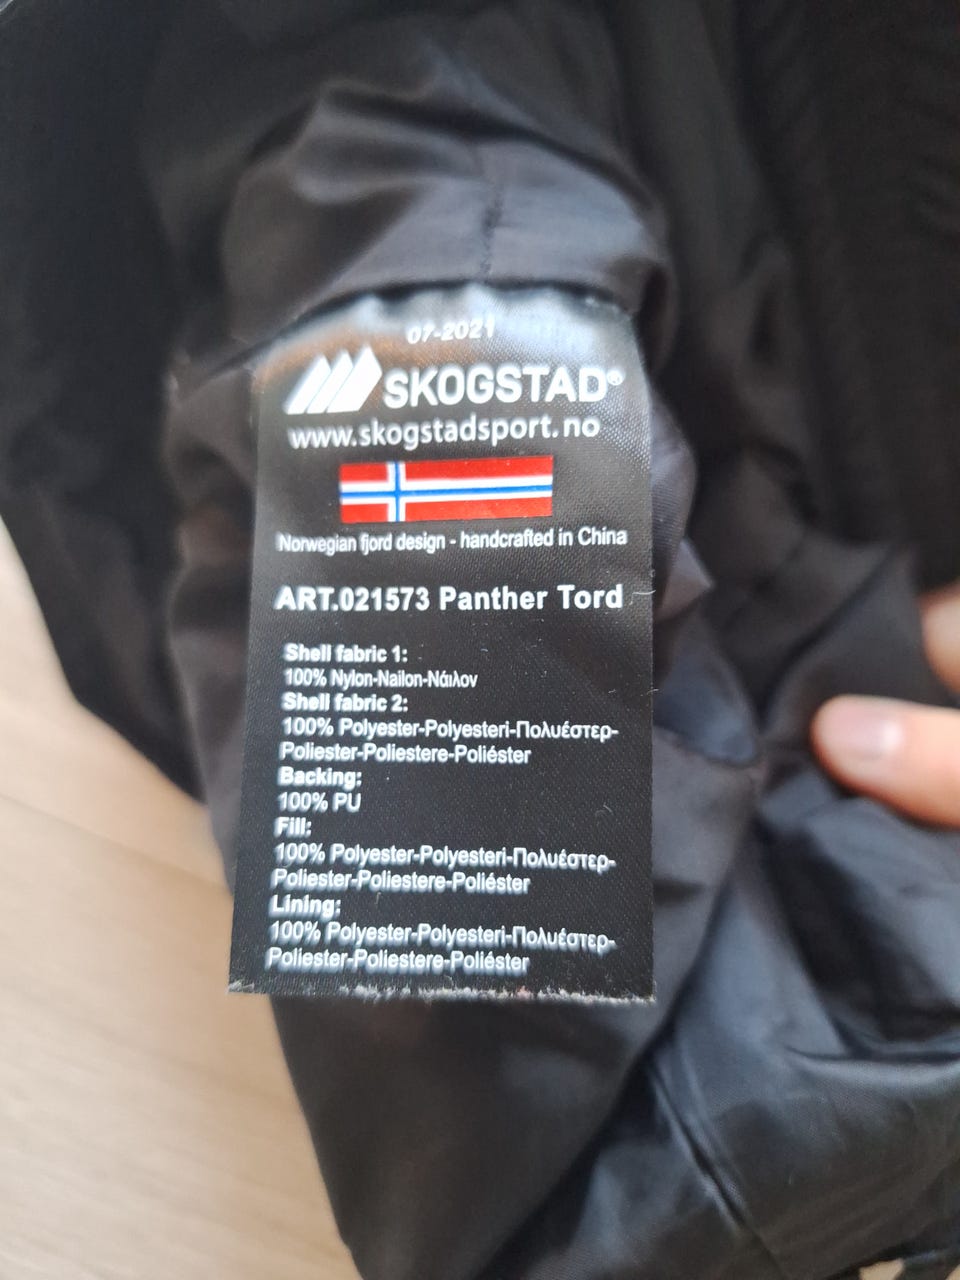 07-2021
SKOGSTAD®
www.skogstadsport.no
Norwegian fjord design - handcrafted in China
ART.021573 Panther Tord
Shell fabric 1:
100% Nylon-Nailon-Νάιλον
Shell fabric 2:
100% Polyester-Polyesteri-Πολυέστερ-
Poliester-Poliestere-Poliéster
Backing:
100% PU
Fill:
100% Polyester-Polyesteri-Πολυέστερ-
Poliester-Poliestere-Poliéster
Lining:
100% Polyester-Polyesteri-Πολυέστερ-
Poliester-Poliestere-Poliéster